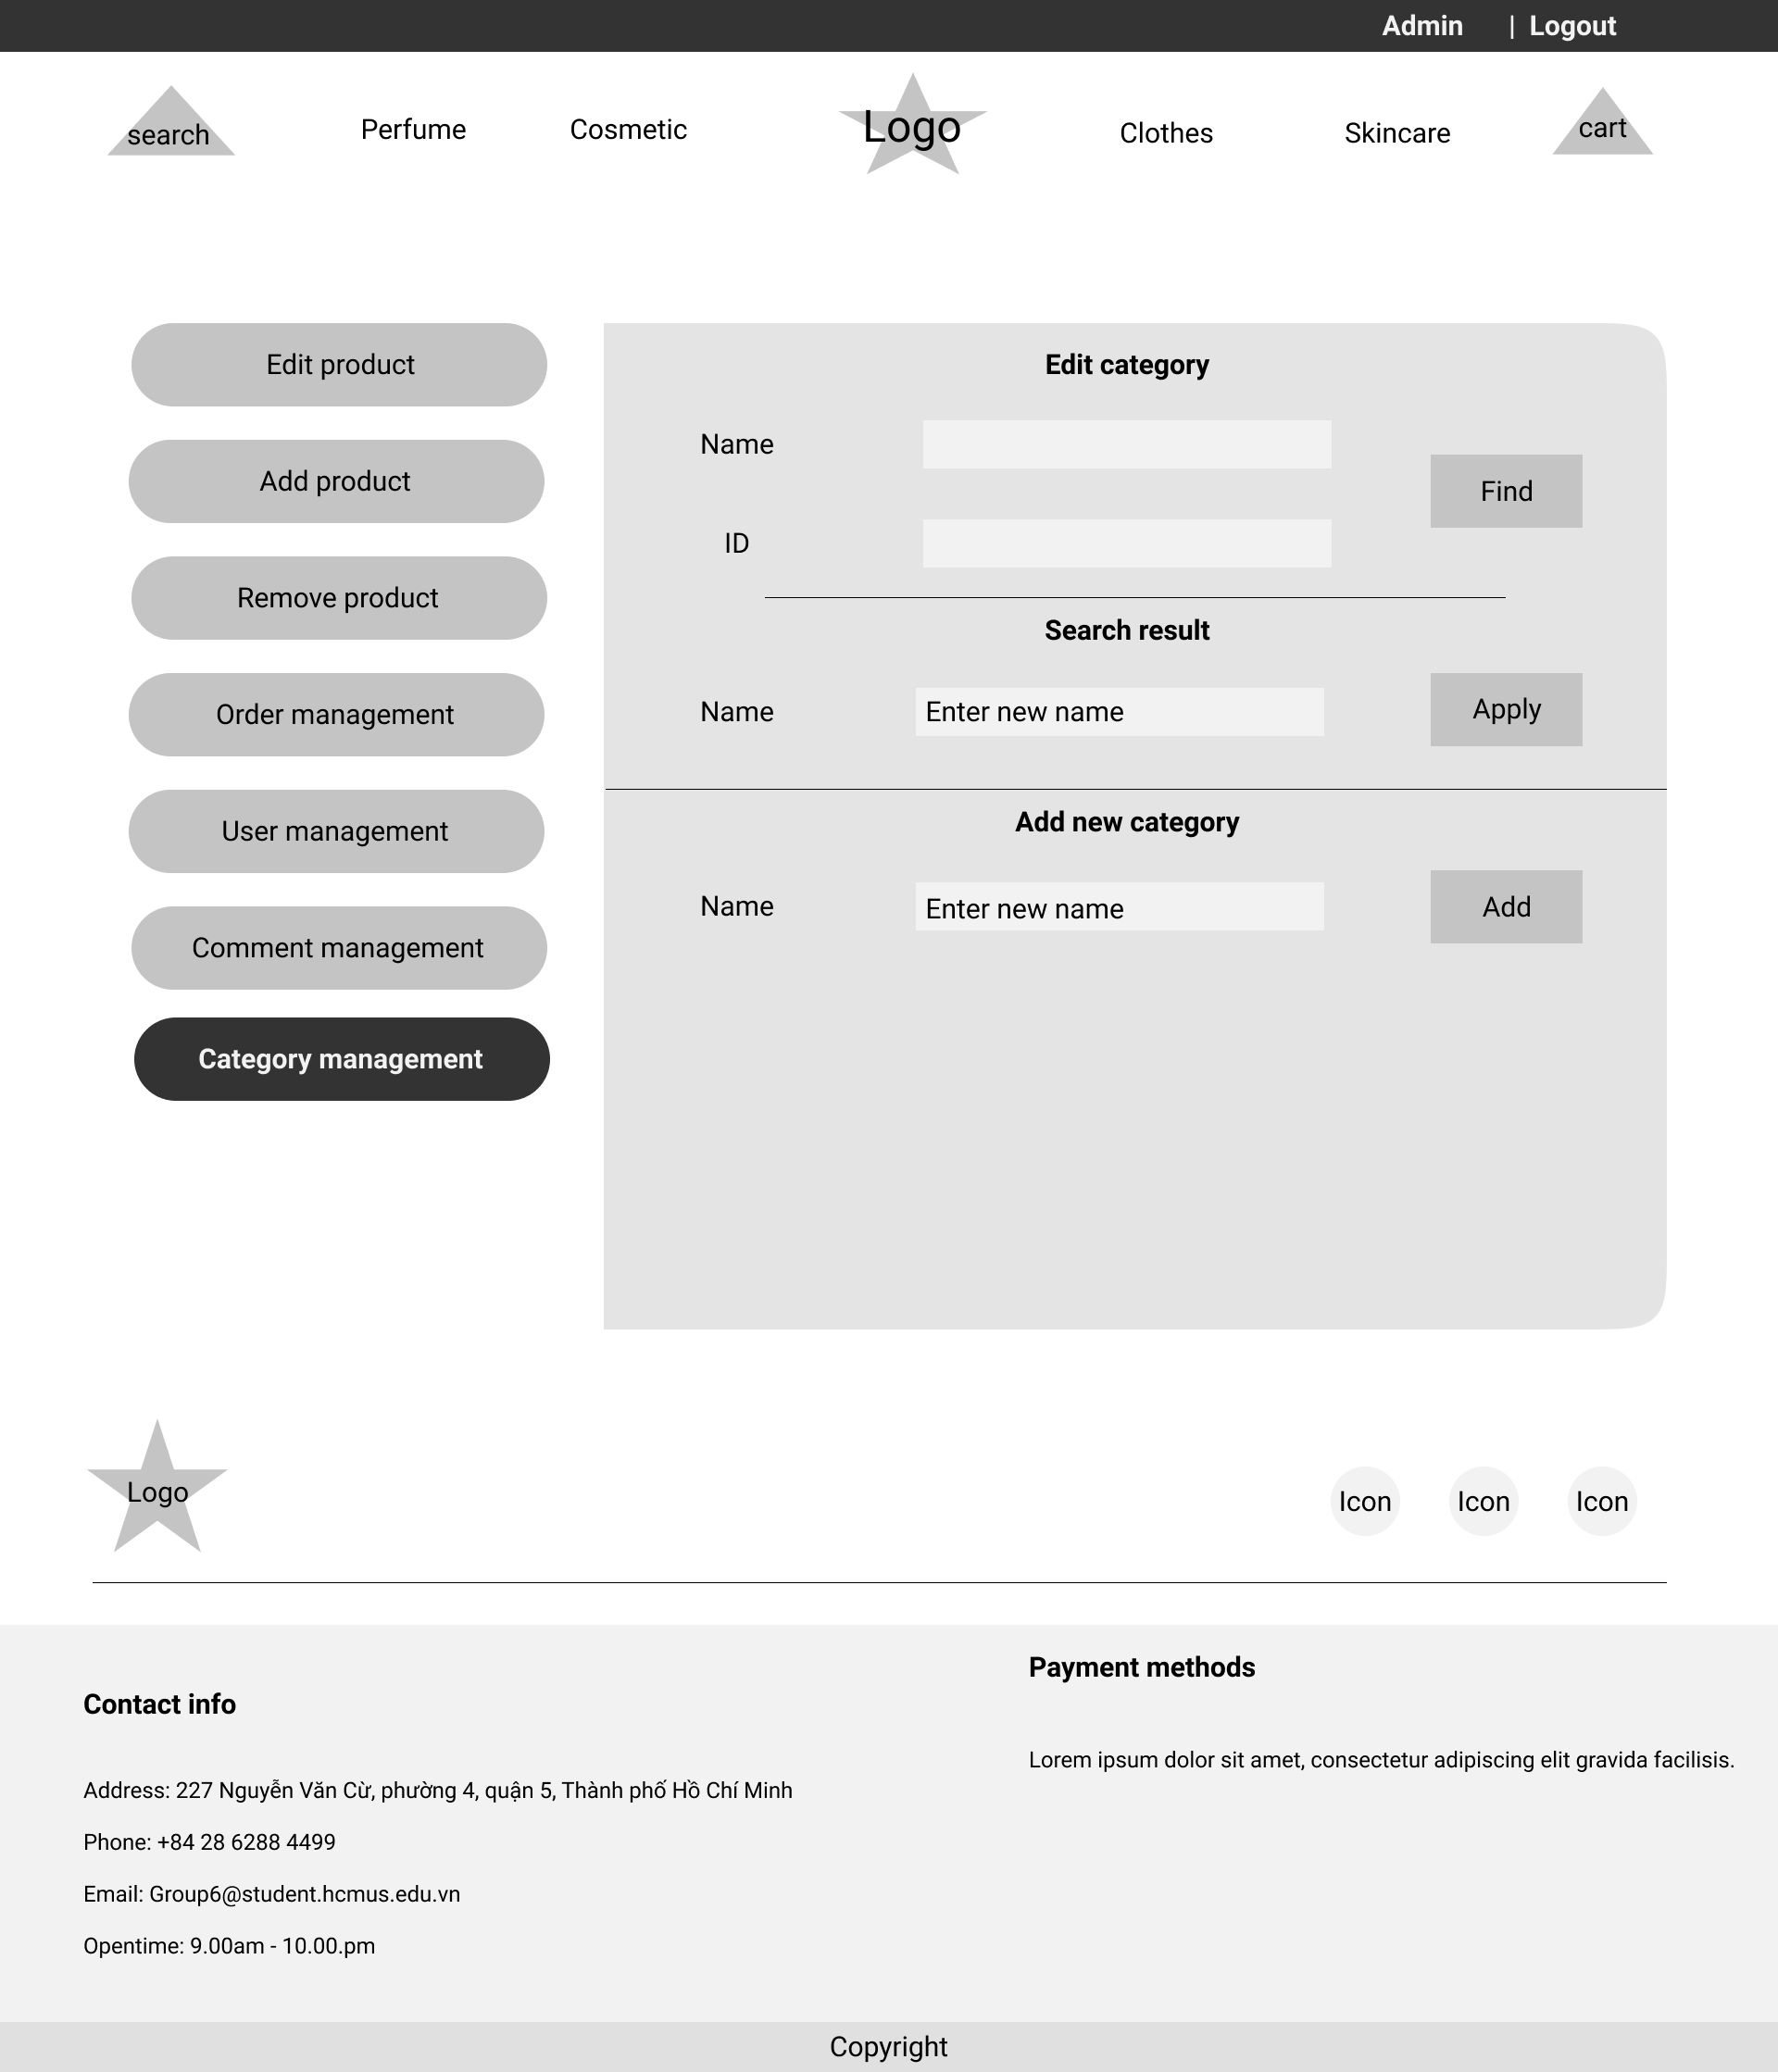 Admin | Logout
search
Perfume
Cosmetic
Logo
Clothes
Skincare
cart
Edit product
Add product
Remove product
Order management
User management
Comment management
Category management
Edit category
Name
Find
ID
Search result
Name
Enter new name
Apply
Add new category
Name
Enter new name
Add
Logo
Icon
Icon
Icon
Contact info
Address: 227 Nguyễn Văn Cừ, phường 4, quận 5, Thành phố Hồ Chí Minh
Phone: +84 28 6288 4499
Email: Group6@student.hcmus.edu.vn
Opentime: 9.00am - 10.00.pm
Payment methods
Lorem ipsum dolor sit amet, consectetur adipiscing elit gravida facilisis.
Copyright